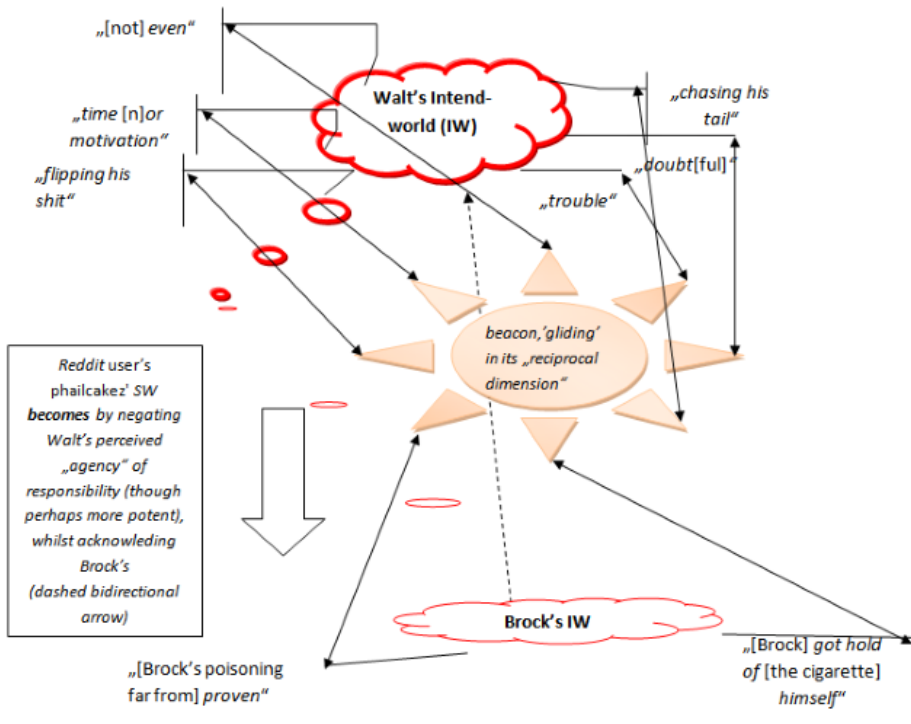 „[not] even“
Walt's Intend-
world (IW)
„chasing his
tail“
„time [n]or
motivation“
„doubt[ful]“
„flipping his
shit“
„trouble“
beacon,'gliding'
in its „reciprocal
dimension“
Reddit user's
phailcakez' SW
becomes by negating
Walt's perceived
„agency“ of
responsibility (though
perhaps more potent),
whilst acknowleding
Brock's
(dashed bidirectional
arrow)
Brock's IW
„[Brock's poisoning
far from] proven“
„[Brock] got hold
of [the cigarette]
himself“